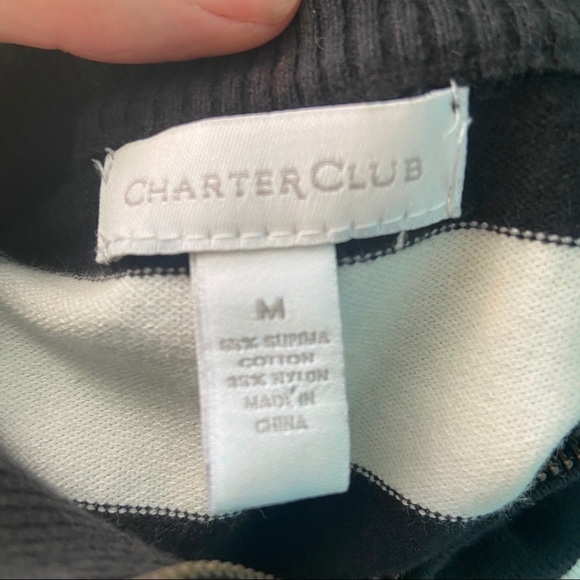 CHARTER CLUB
M
65% SUPIMA
COTTON
35% NYLON
MADE IN
CHINA